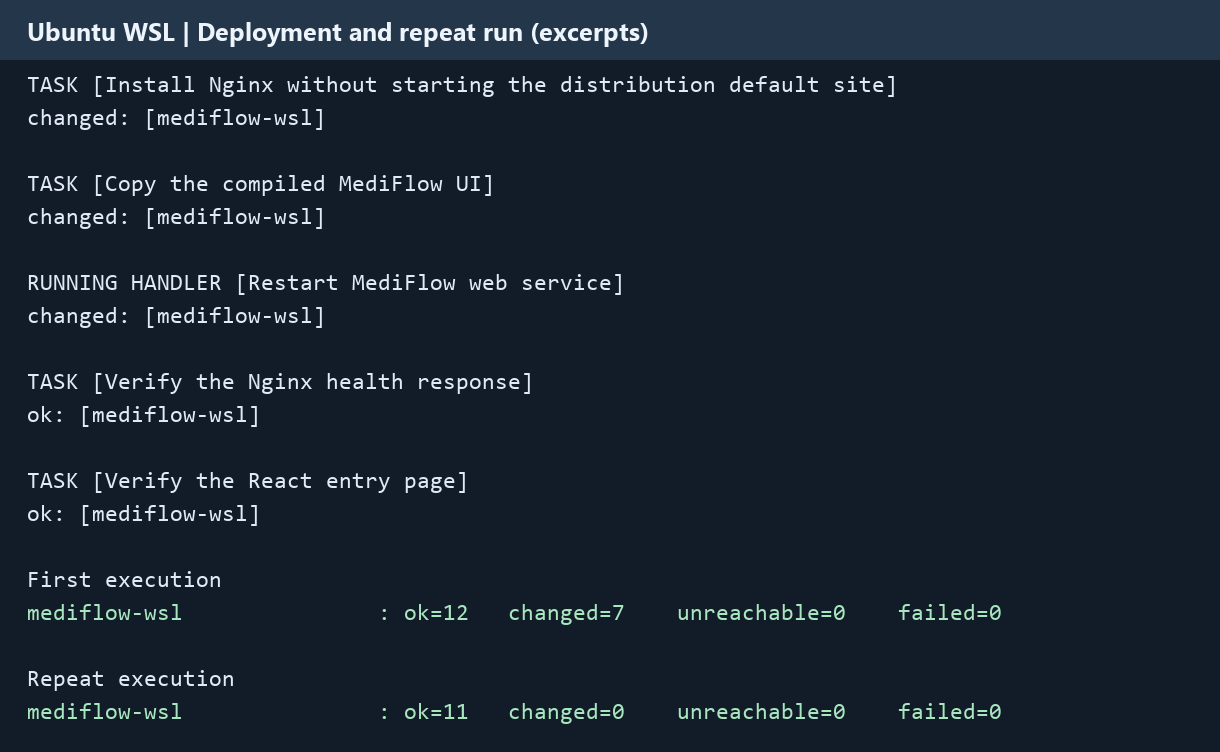 Ubuntu WSL | Deployment and repeat run (excerpts)
TASK [Install Nginx without starting the distribution default site]
changed: [mediflow-wsl]
TASK [Copy the compiled MediFlow UI]
changed: [mediflow-wsl]
RUNNING HANDLER [Restart MediFlow web service]
changed: [mediflow-wsl]
TASK [Verify the Nginx health response]
ok: [mediflow-wsl]
TASK [Verify the React entry page]
ok: [mediflow-wsl]
First execution
mediflow-wsl : ok=12 changed=7 unreachable=0 failed=0
Repeat execution
mediflow-wsl : ok=11 changed=0 unreachable=0 failed=0